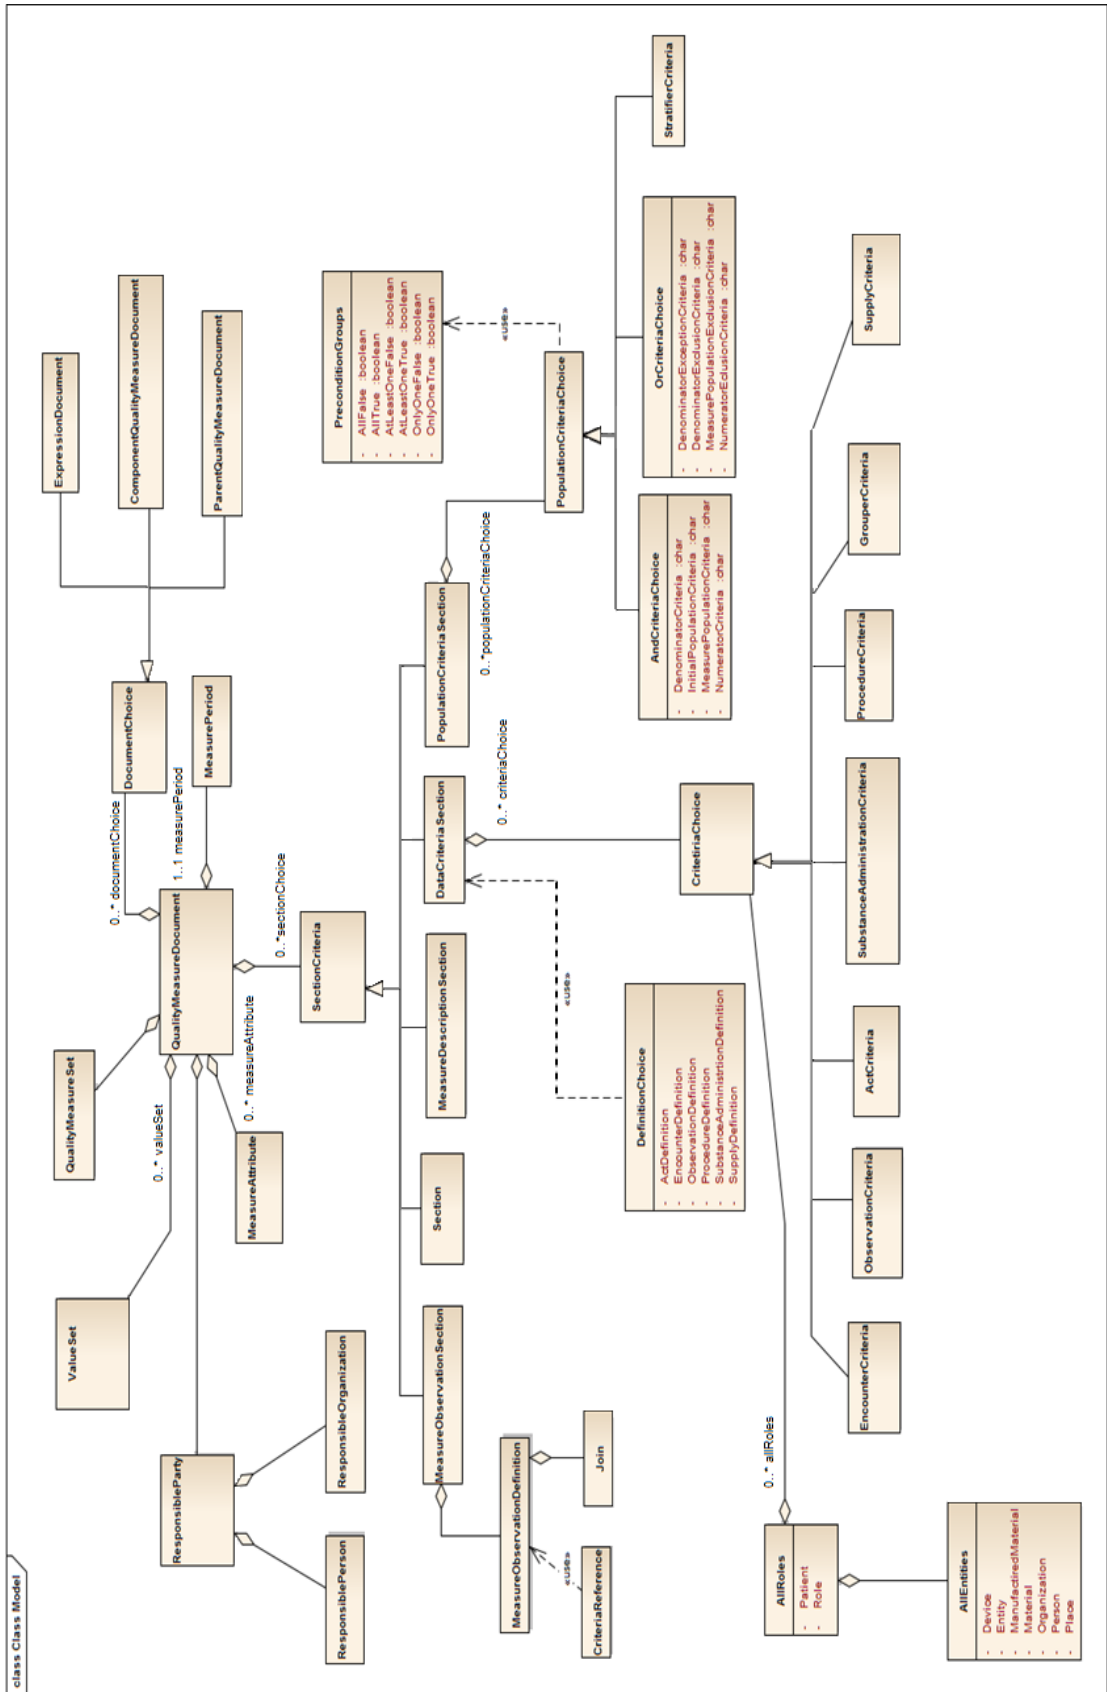 class Class Model
ValueSet
QualityMeasureSet
ExpressionDocument
ComponentQualityMeasureDocument
ParentQualityMeasureDocument
DocumentChoice
MeasurePeriod
0..* documentChoice
1..1 measurePeriod
QualityMeasureDocument
0..* valueSet
0..* measureAttribute
0..*sectionChoice
MeasureAttribute
ResponsibleParty
ResponsiblePerson
ResponsibleOrganization
SectionCriteria
PreconditionGroups
- AllFalse :boolean
- AllTrue :boolean
- AtLeastOneFalse :boolean
- AtLeastOneTrue :boolean
- OnlyOneFalse :boolean
- OnlyOneTrue :boolean
«use»
MeasureObservationSection
Section
MeasureDescriptionSection
DataCriteriaSection
PopulationCriteriaSection
0..*populationCriteriaChoice
0..* criteriaChoice
PopulationCriteriaChoice
MeasureObservationDefinition
Join
«use»
CriteriaReference
«use»
DefinitionChoice
- ActDefinition
- EncounterDefinition
- ObservationDefinition
- ProcedureDefinition
- SubstanceAdministrtionDefinition
- SupplyDefinition
AndCriteriaChoice
- DenominatorCriteria :char
- InitialPopulationCriteria :char
- MeasurePopulationCriteria :char
- NumeratorCriteria :char
OrCriteriaChoice
- DenominatorExceptionCriteria :char
- DenominatorExclusionCriteria :char
- MeasurePopulationExclusionCriteria :char
- NumeratorEclusionCriteria :char
StratifierCriteria
CritetiriaChoice
0..* allRoles
AllRoles
- Patient
- Role
AllEntities
- Device
- Entity
- ManufactiredMaterial
- Material
- Organization
- Person
- Place
EncounterCriteria
ObservationCriteria
ActCriteria
SubstanceAdministrationCriteria
ProcedureCriteria
GrouperCriteria
SupplyCriteria